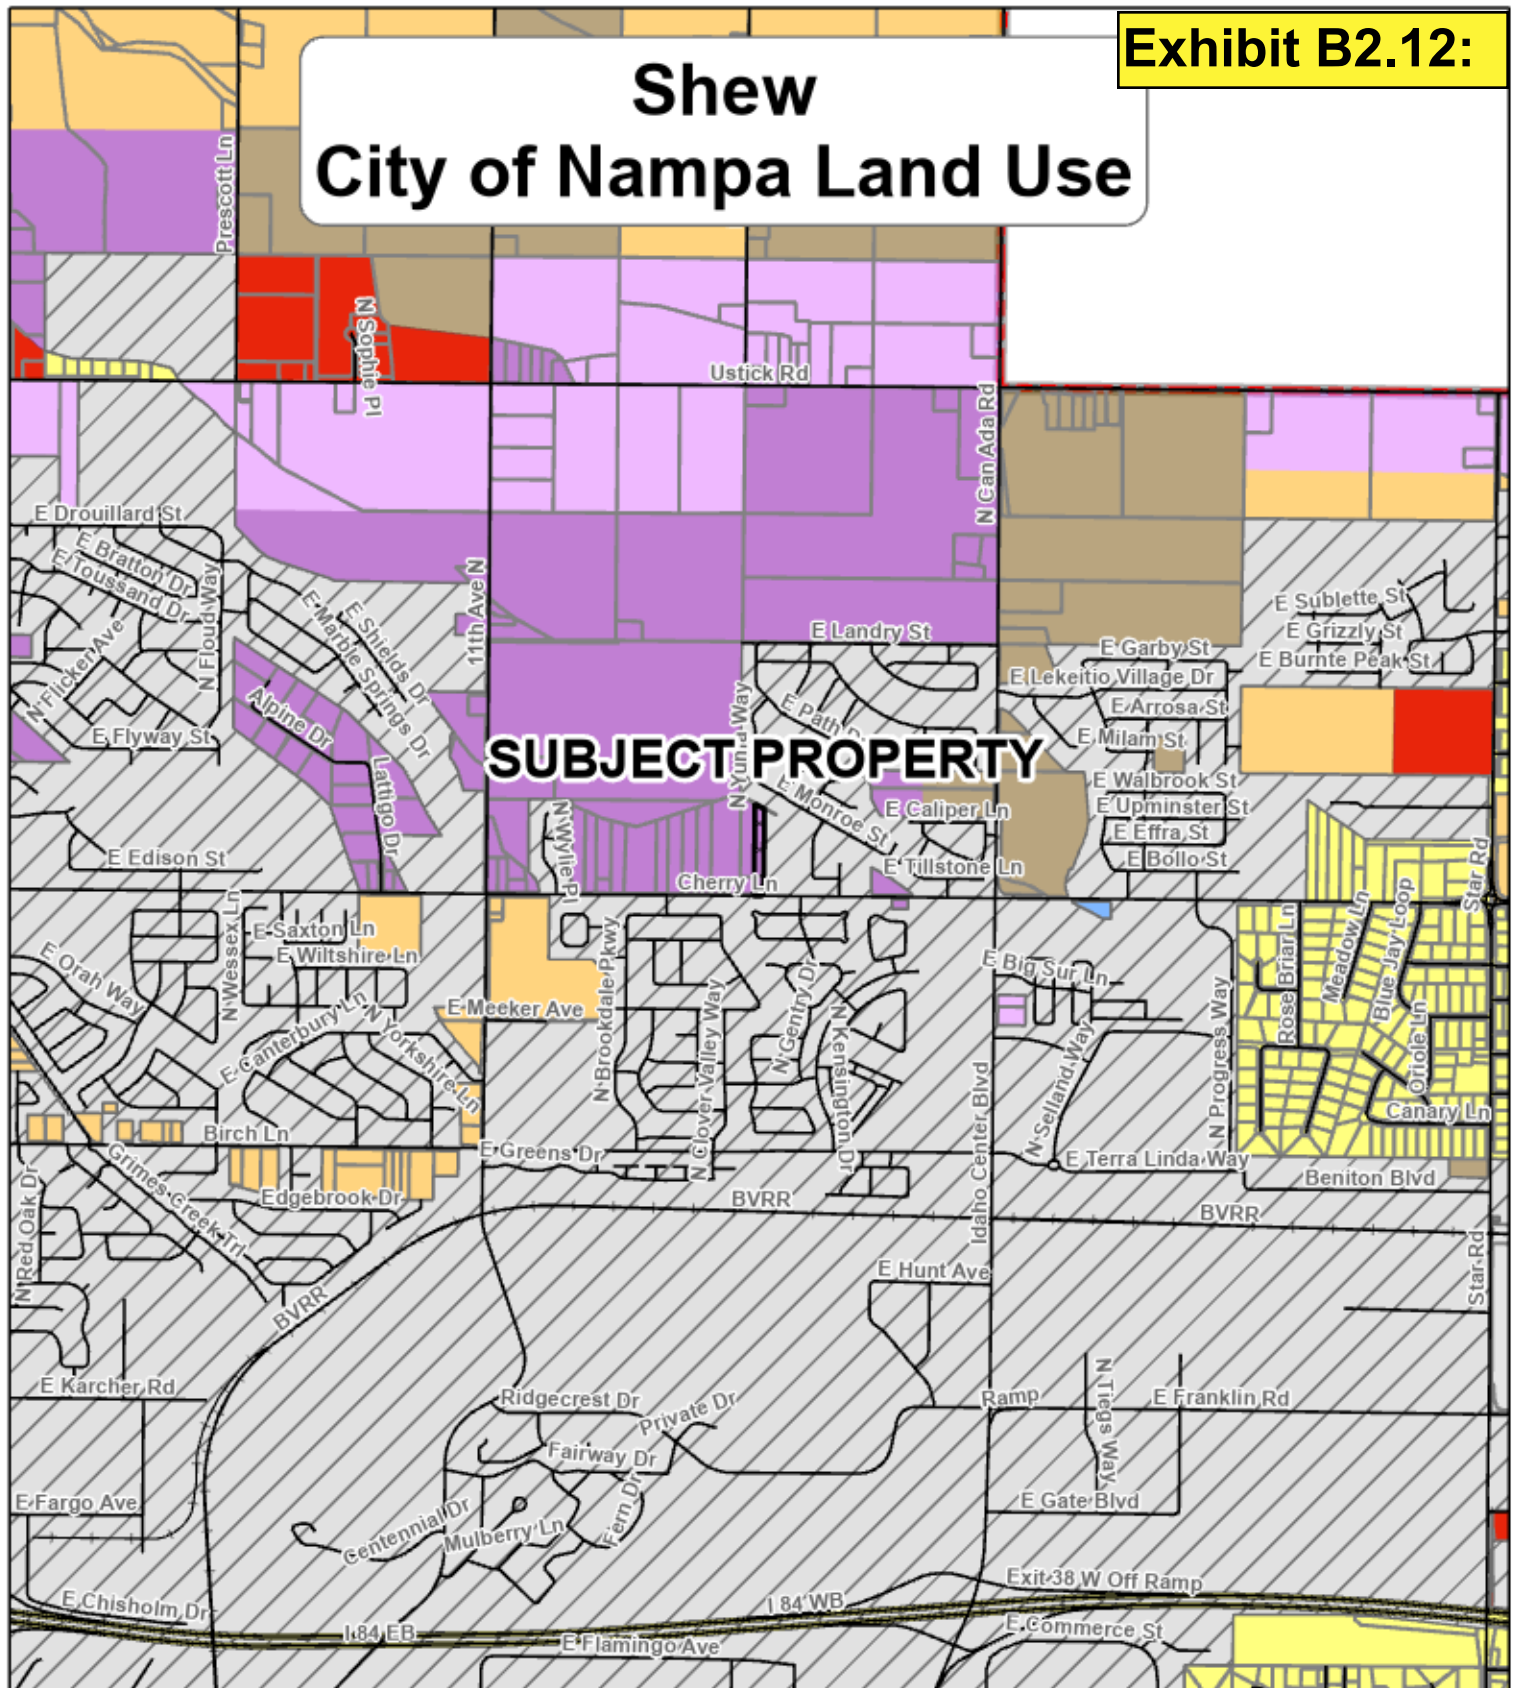 Exhibit B2.12:
Shew
City of Nampa Land Use
Prescott Ln
N Sophie Pl
Ustick Rd
N Can Ada Rd
E Drouillard St
E Bratton Dr
E Toussand Dr
N Floud Way
N Flicker Ave
E Flyway St
E Shields Dr
E Marble Springs Dr
11th Ave N
Alpine Dr
Lattigo Dr
E Landry St
E Path Dr
N Yuma Way
SUBJECT PROPERTY
E Monroe St
E Caliper Ln
E Tillstone Ln
E Sublette St
E Grizzly St
E Burnte Peak St
E Garby St
E Lekeitio Village Dr
E Arrosa St
E Milam St
E Walbrook St
E Upminster St
E Effra St
E Bollo St
N Wylie Pl
Cherry Ln
E Edison St
Star Rd
N Wessex Ln
E Saxton Ln
E Wiltshire Ln
E Orah Way
E Meeker Ave
E Canterbury Ln
N Yorkshire Ln
N Brookdale Pkwy
N Clover Valley Way
N Gentry Dr
N Kensington Dr
E Big Sur Ln
Idaho Center Blvd
N Selland Way
N Progress Way
Rose Briar Ln
Meadow Ln
Blue Jay Loop
Oriole Ln
Canary Ln
Birch Ln
E Greens Dr
E Terra Linda Way
Beniton Blvd
Grimes Creek Trl
Edgebrook Dr
N Red Oak Dr
BVRR
BVRR
BVRR
Star Rd
E Hunt Ave
E Karcher Rd
Ridgecrest Dr
Private Dr
Ramp
N Tiegs Way
E Franklin Rd
Fairway Dr
Fern Dr
E Fargo Ave
Centennial Dr
Mulberry Ln
E Gate Blvd
E Chisholm Dr
I 84 EB
I 84 WB
Exit 38 W Off Ramp
E Flamingo Ave
E Commerce St